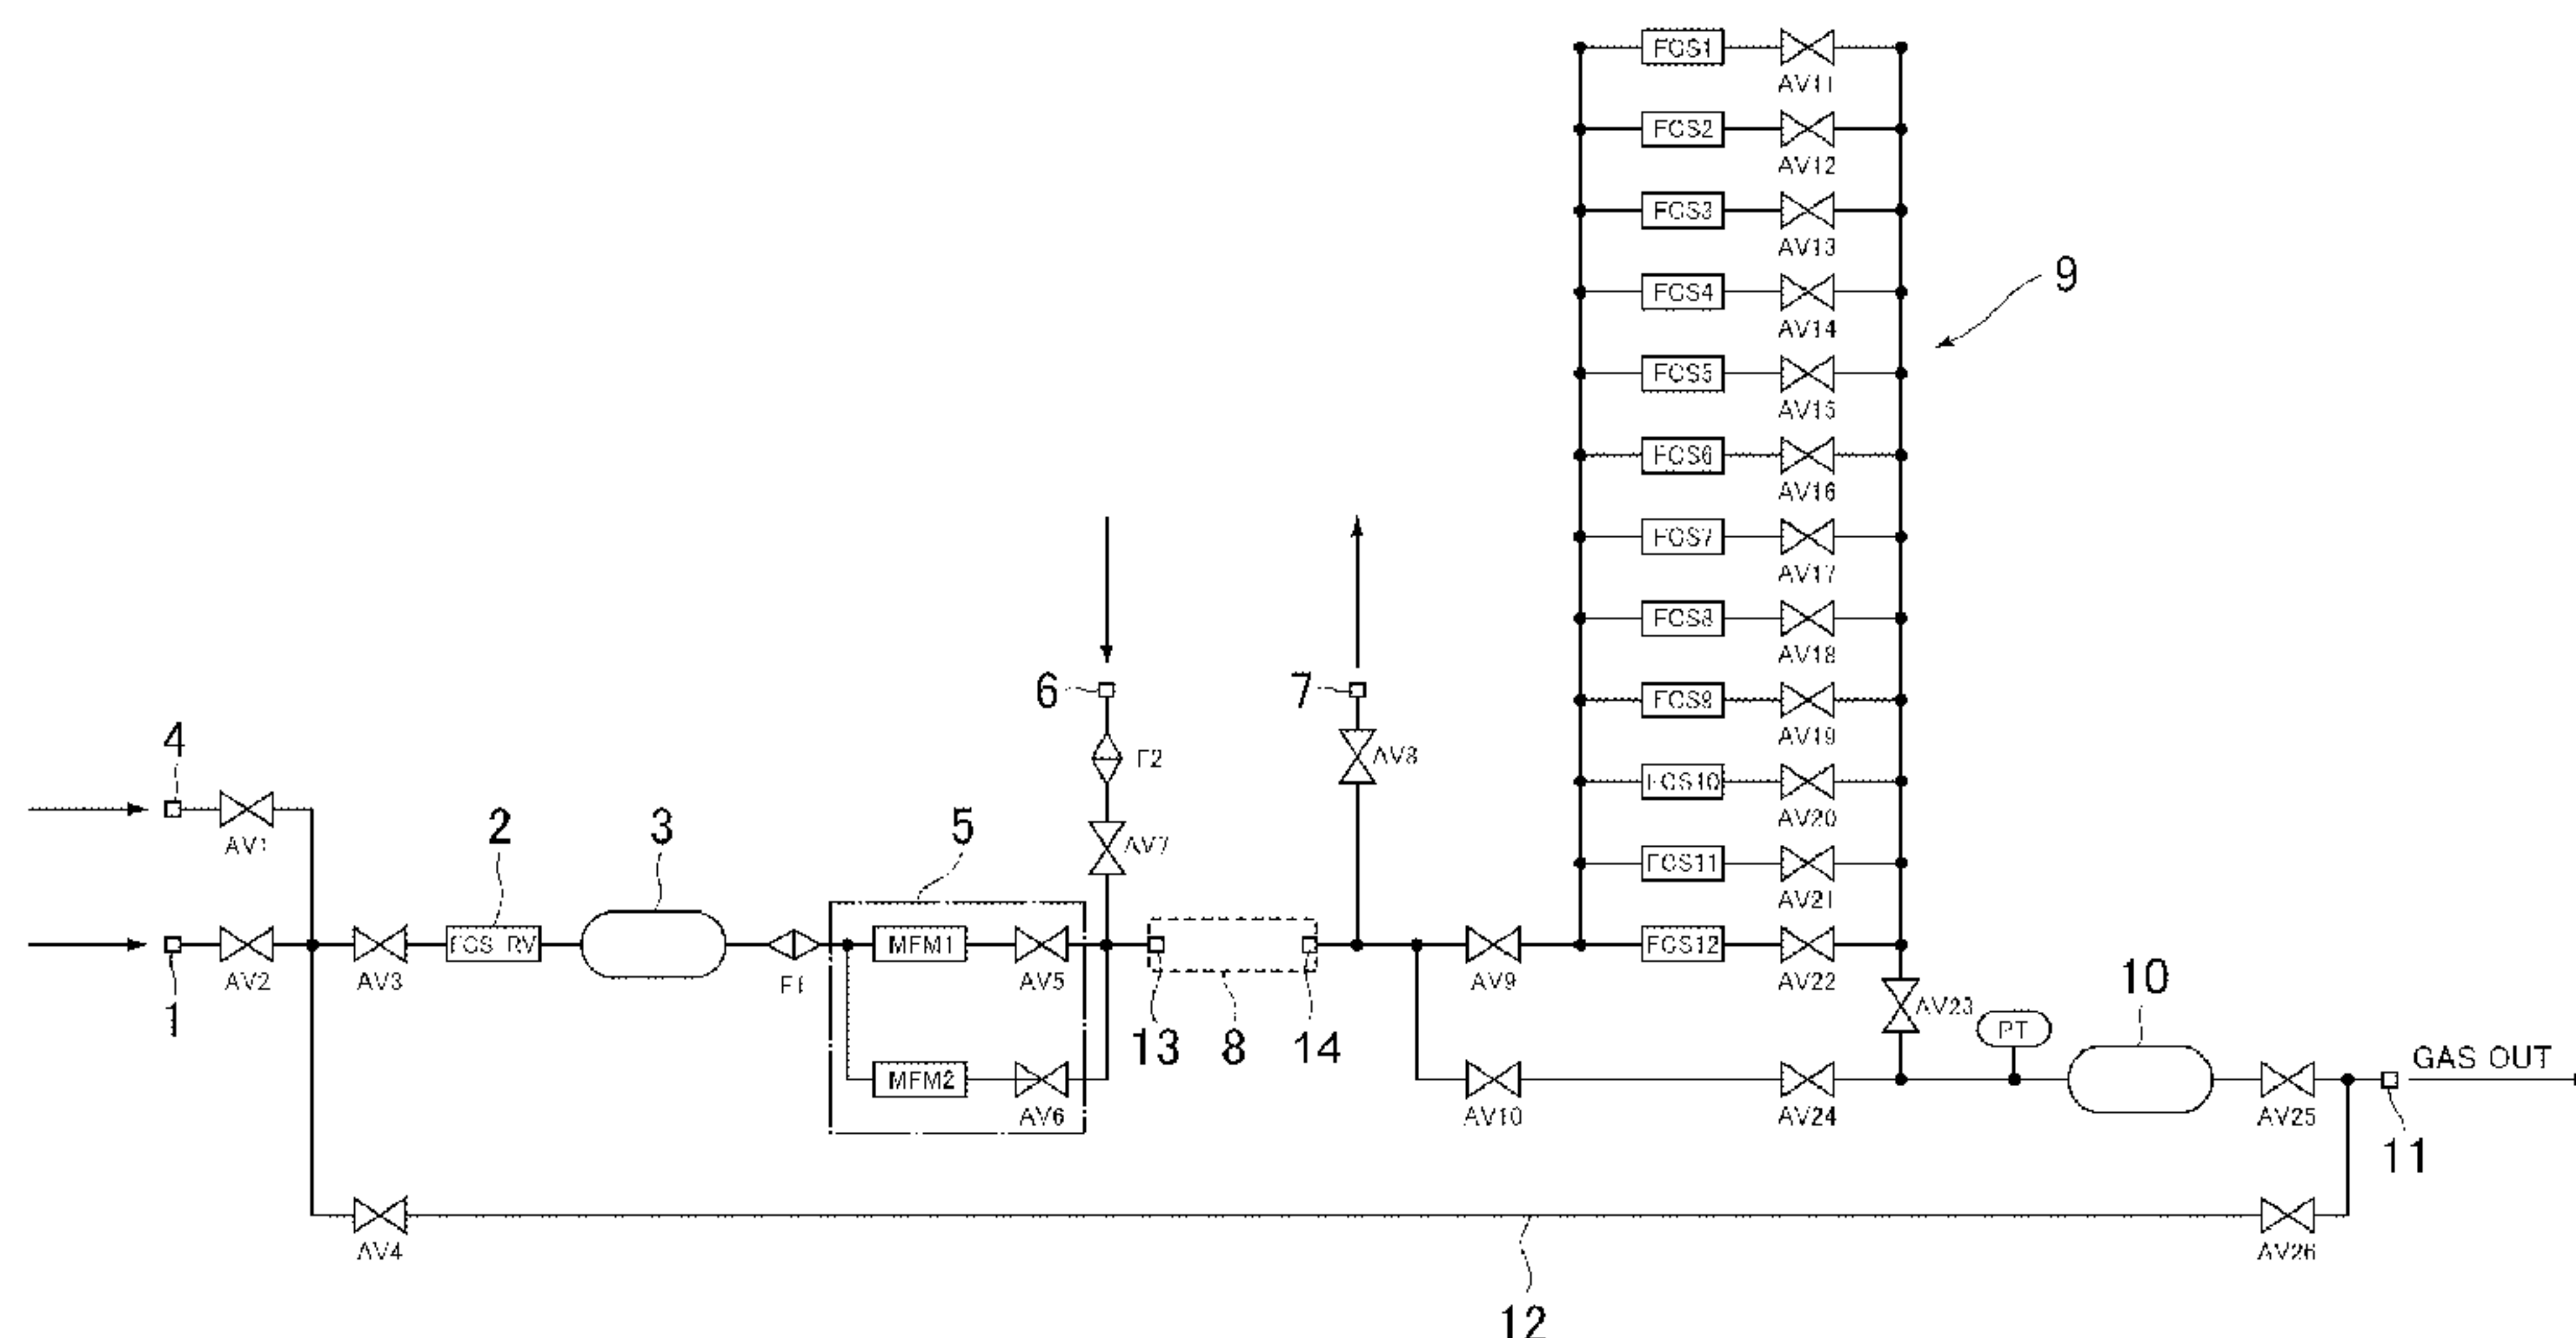 FCS1
AV11
FCS2
AV12
FCS3
AV13
9
FCS4
AV14
FCS5
AV15
FCS6
AV16
FCS7
AV17
6
7
FCS8
AV18
FCS9
AV19
4
F2
AV8
FCS10
AV20
AV1
2
3
5
AV7
FCS11
AV21
FCS RV
MFM1
FCS12
AV2
AV3
F1
AV5
AV9
AV22
10
1
13
8
14
AV23
PT
GAS OUT
MFM2
AV6
AV10
AV24
AV25
11
AV4
AV26
12